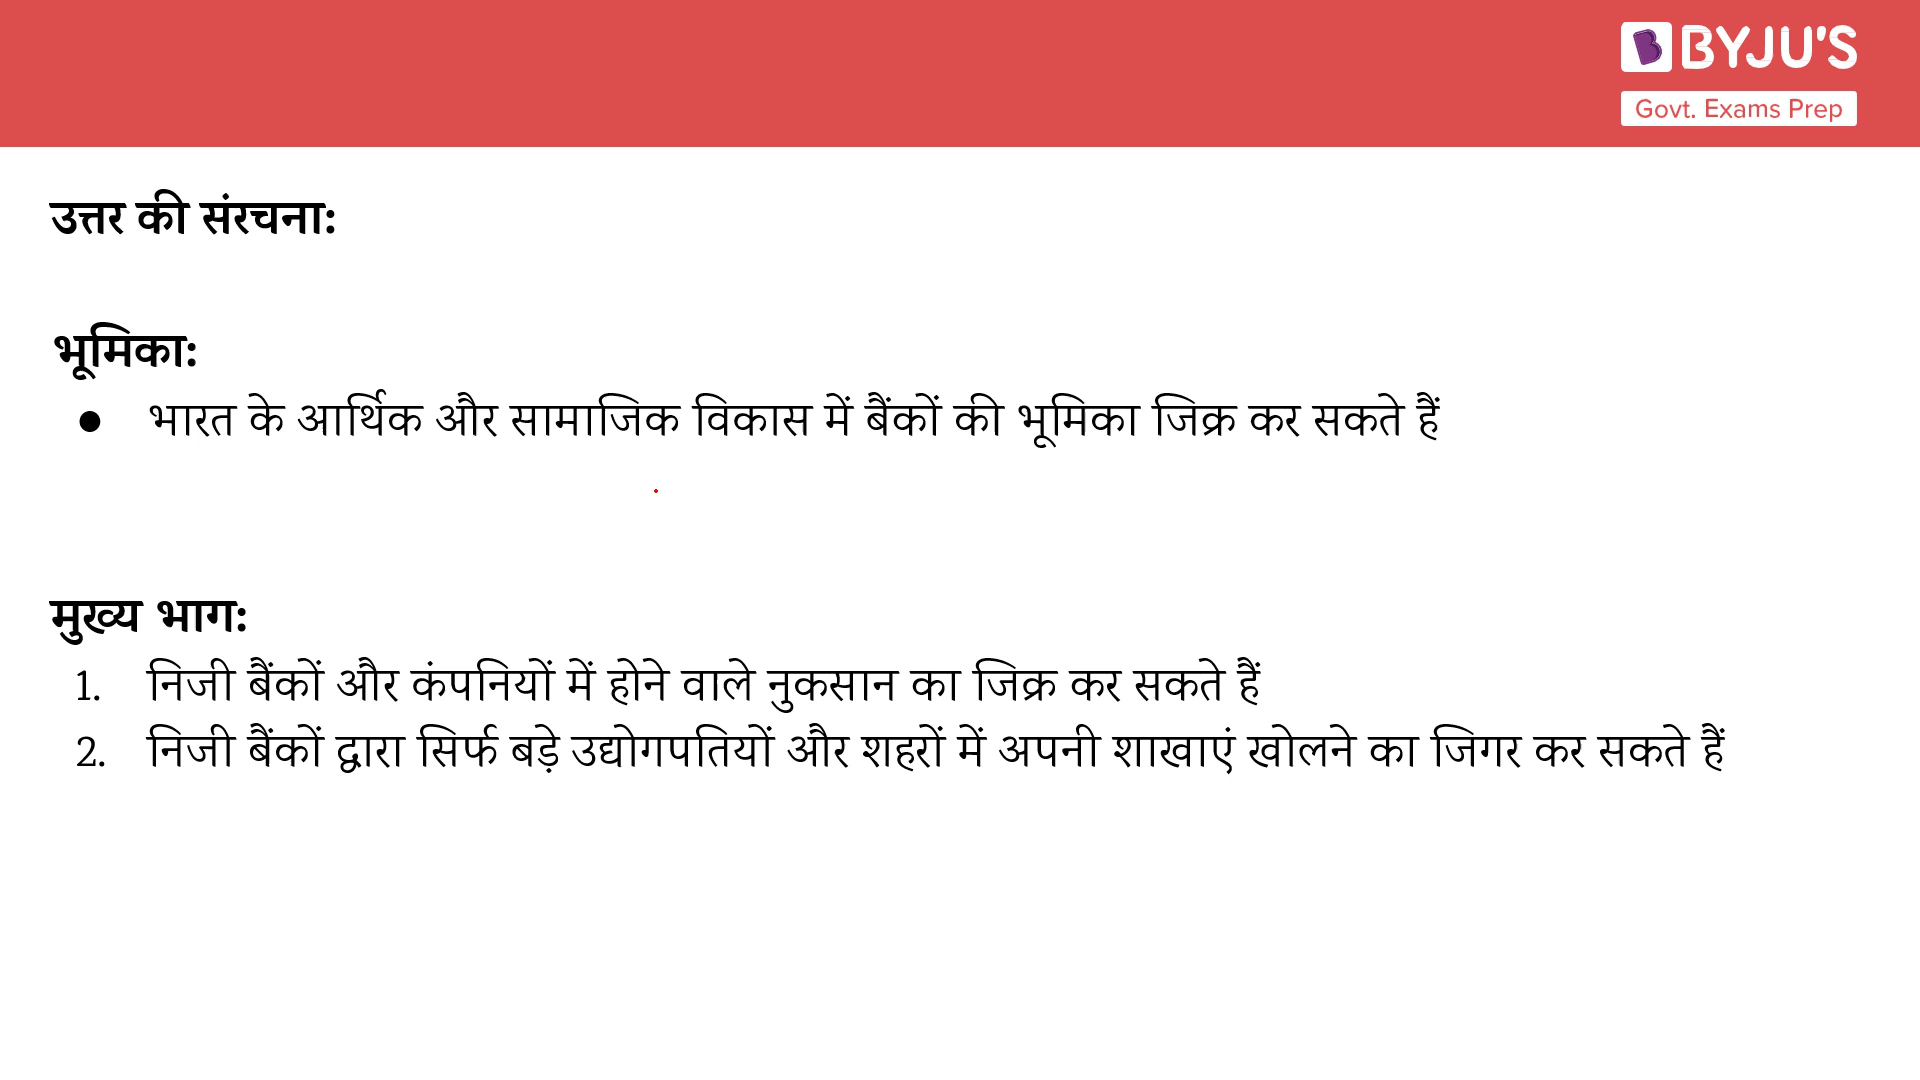 BYJU'S
Govt. Exams Prep
उत्तर की संरचना:
भूमिका:
● भारत के आर्थिक और सामाजिक विकास में बैंकों की भूमिका जिक्र कर सकते हैं
मुख्य भाग:
1. निजी बैंकों और कंपनियों में होने वाले नुकसान का जिक्र कर सकते हैं
2. निजी बैंकों द्वारा सिर्फ बड़े उद्योगपतियों और शहरों में अपनी शाखाएं खोलने का जिगर कर सकते हैं